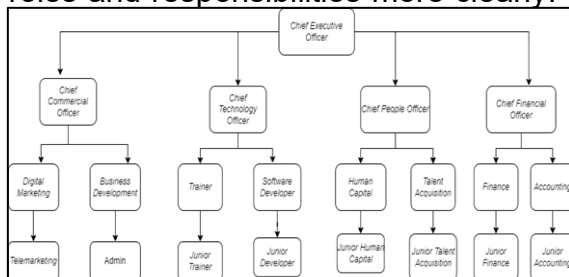 roles and responsibilities more clearly.
Chief Executive
Officer
Chief
Commercial
Officer
Chief
Technology
Officer
Chief People Officer
Chief Financial
Officer
Digital
Marketing
Business
Development
Trainer
Software
Developer
Human
Capital
Talent
Acquisition
Finance
Accounting
Telemarketing
Admin
Junior
Trainer
Junior
Developer
Junior Human
Capital
Junior Talent
Acquisition
Junior
Finance
Junior
Accounting